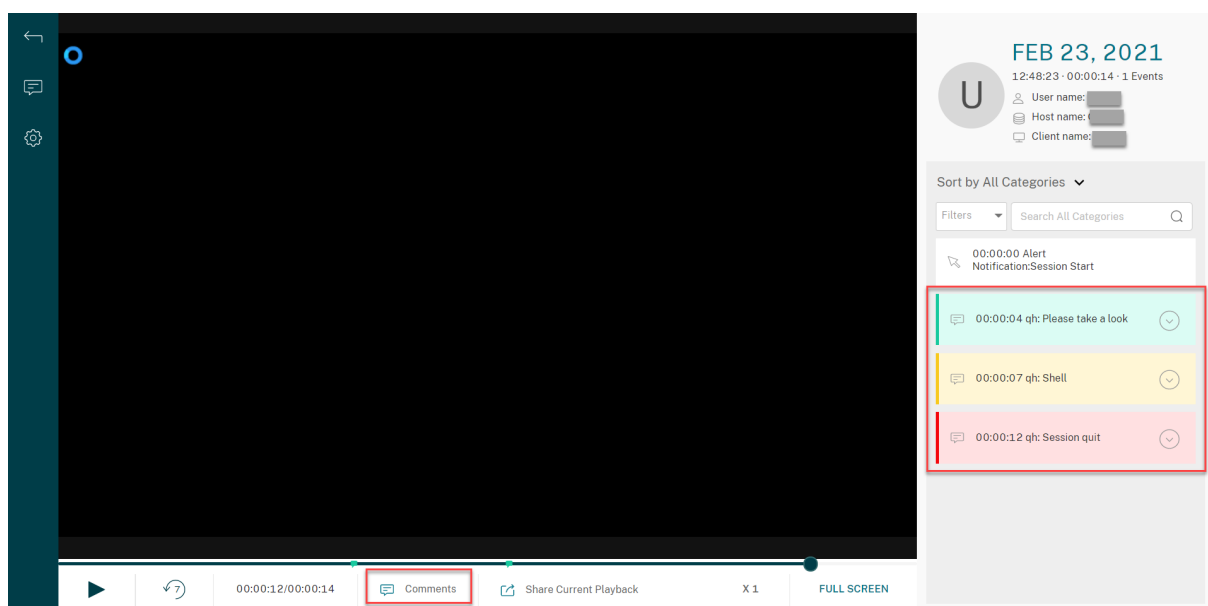 FEB 23, 2021
12:48:23 · 00:00:14 · 1 Events
U
User name:
Host name:
Client name:
Sort by All Categories
Filters
Search All Categories
00:00:00 Alert
Notification:Session Start
00:00:04 qh: Please take a look
00:00:07 qh: Shell
00:00:12 qh: Session quit
7
00:00:12/00:00:14
Comments
Share Current Playback
X 1
FULL SCREEN